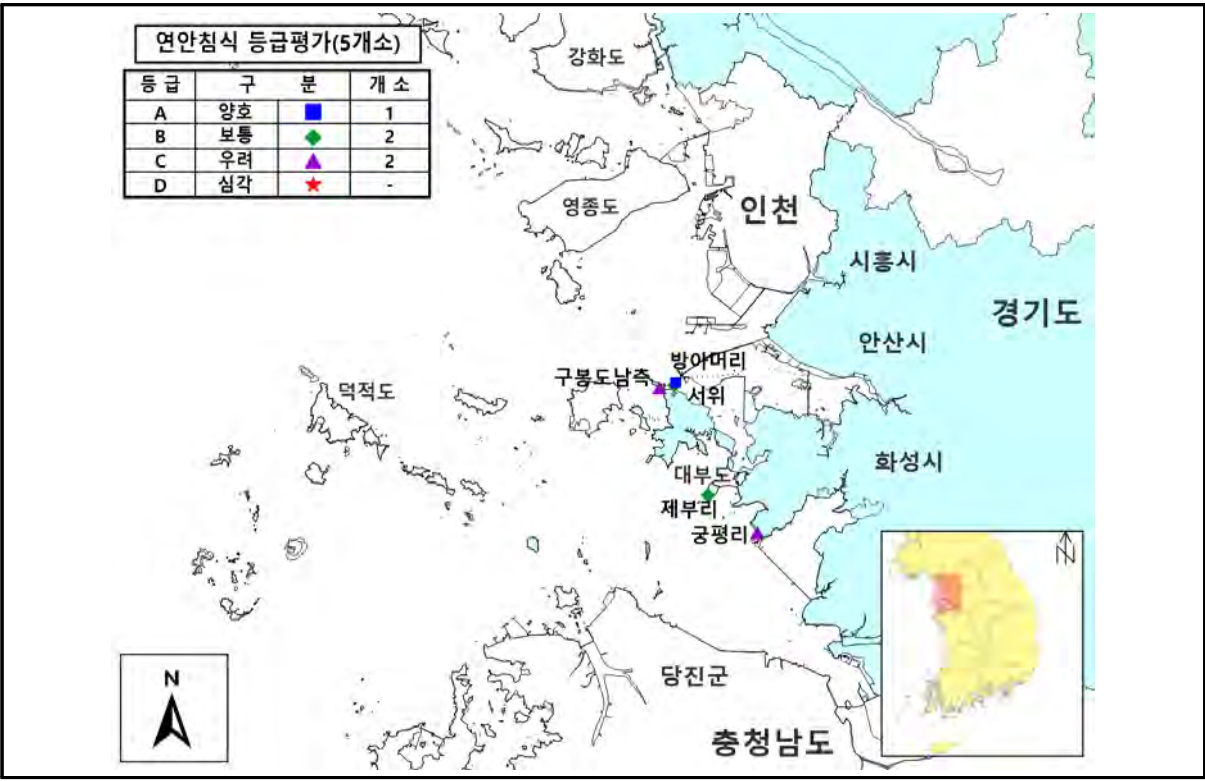 연안침식 등급평가(5개소)
등 급 구 분 개 소
A 양호 1
B 보통 2
C 우려 2
D 심각 -
강화도
영종도
인천
시흥시
경기도
안산시
방아머리
구봉도남측
서위
덕적도
화성시
대부도
제부리
궁평리
N
당진군
충청남도
N